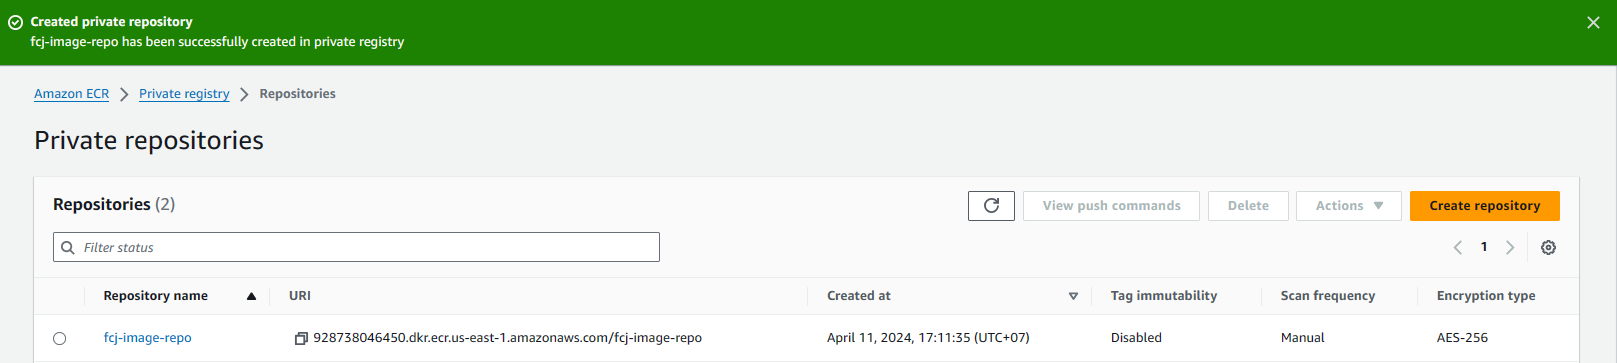 Created private repository
fcj-image-repo has been successfully created in private registry
Amazon ECR > Private registry > Repositories
Private repositories
Repositories (2) View push commands Delete Actions Create repository
Filter status 1
Repository name URI Created at Tag immutability Scan frequency Encryption type
fcj-image-repo 928738046450.dkr.ecr.us-east-1.amazonaws.com/fcj-image-repo April 11, 2024, 17:11:35 (UTC+07) Disabled Manual AES-256